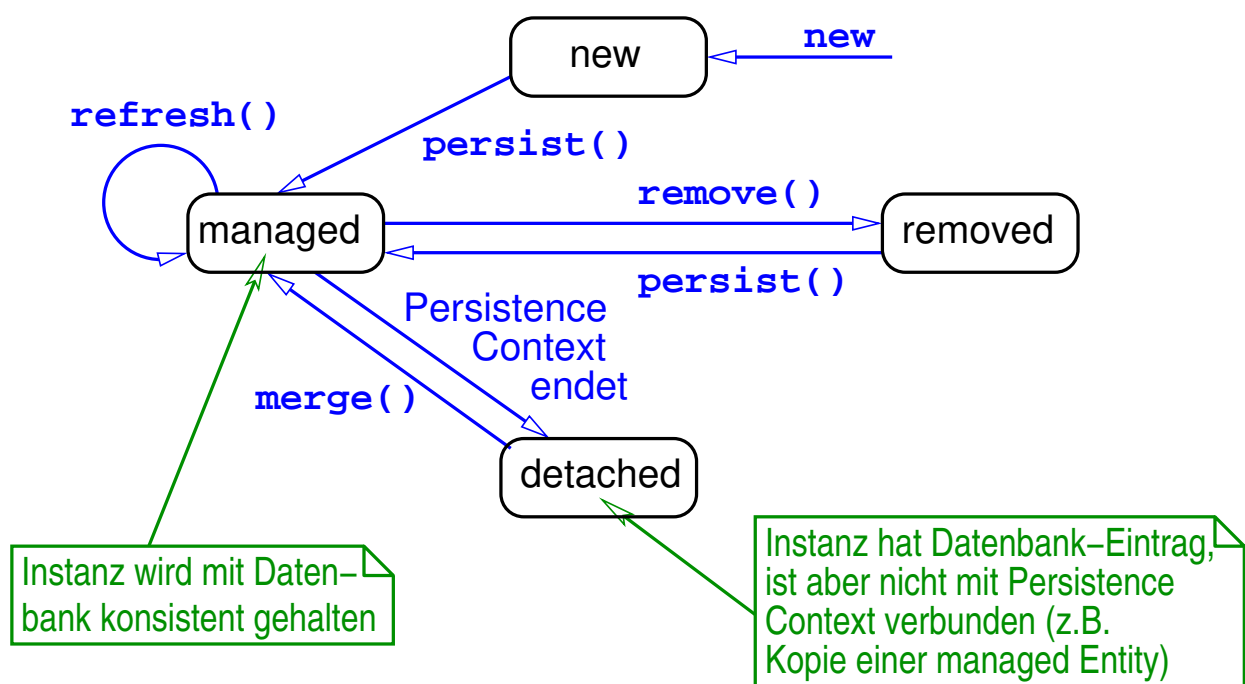 new
new
refresh()
persist()
remove()
managed
removed
persist()
Persistence
Context
endet
merge()
detached
Instanz wird mit Daten–
bank konsistent gehalten
Instanz hat Datenbank–Eintrag,
ist aber nicht mit Persistence
Context verbunden (z.B.
Kopie einer managed Entity)